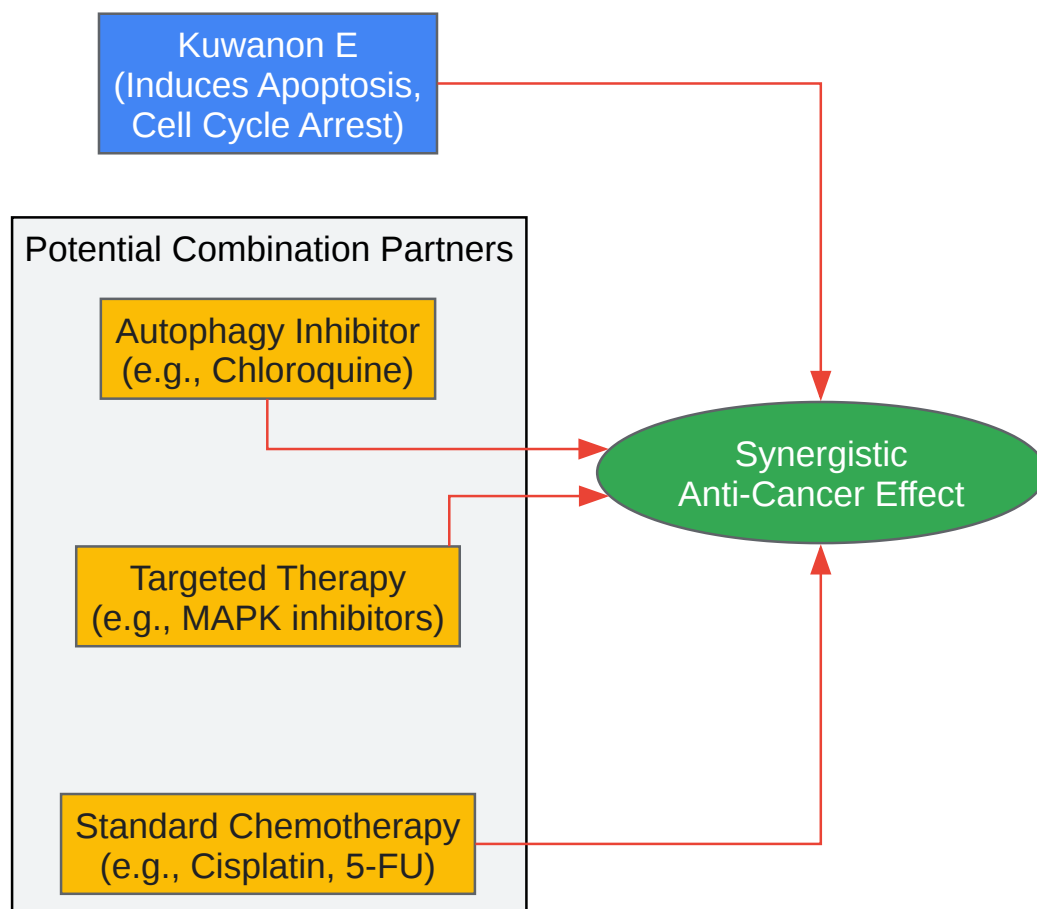 Kuwanon E
(Induces Apoptosis,
Cell Cycle Arrest)
Potential Combination Partners
Autophagy Inhibitor
(e.g., Chloroquine)
Synergistic
Anti-Cancer Effect
Targeted Therapy
(e.g., MAPK inhibitors)
Standard Chemotherapy
(e.g., Cisplatin, 5-FU)